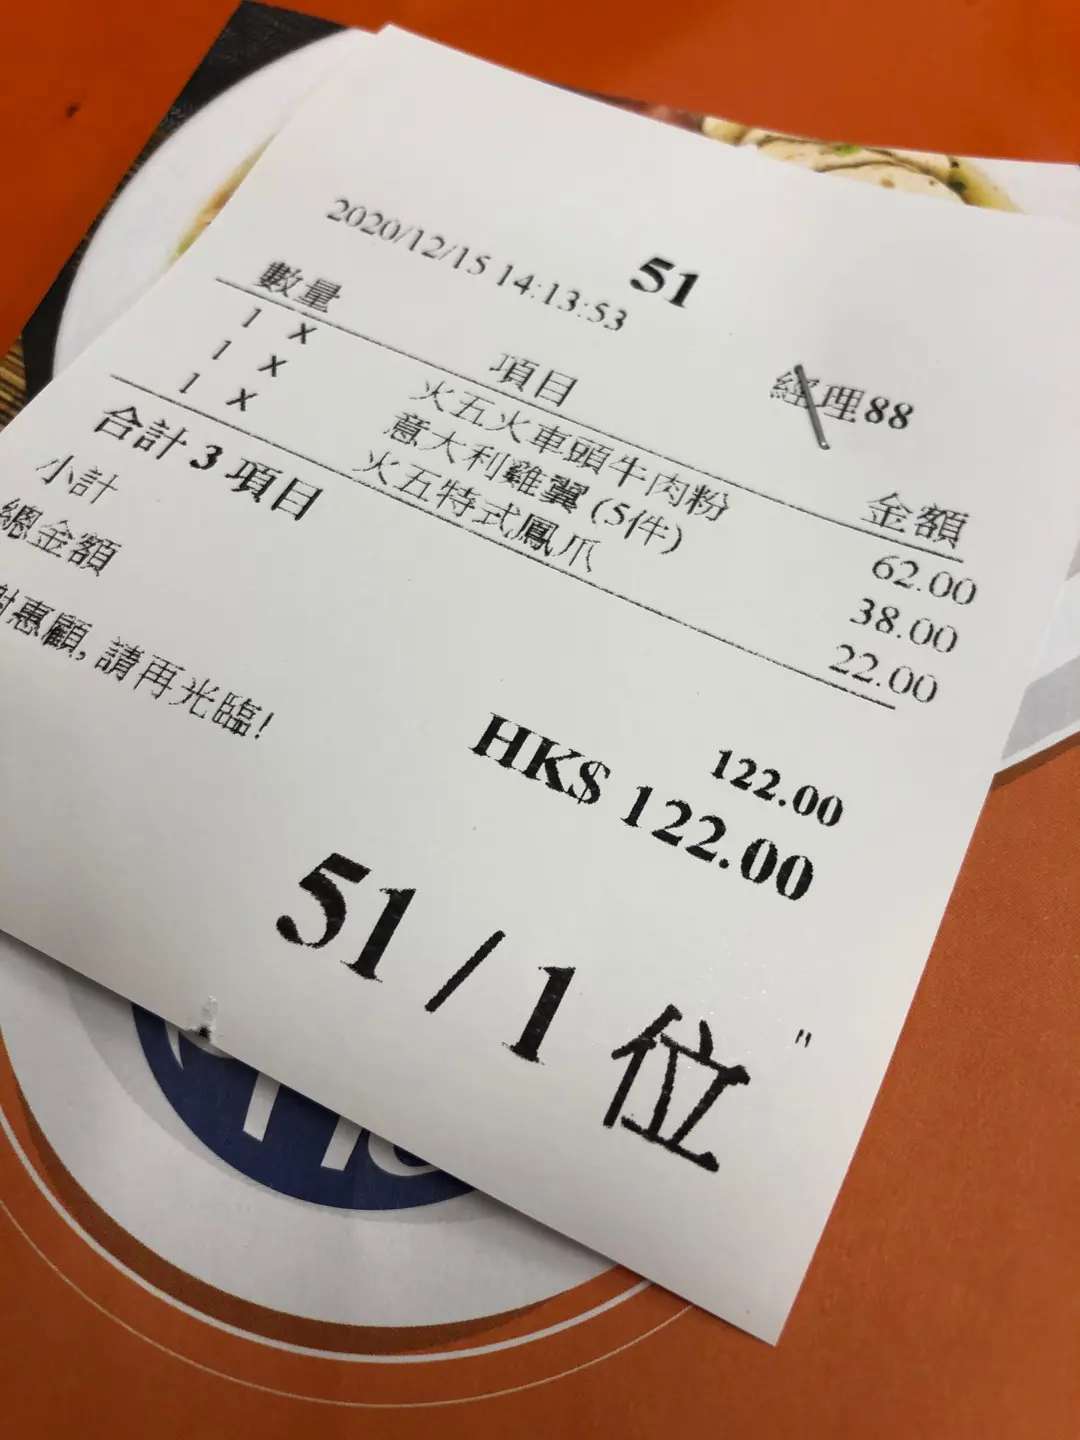 51
2020/12/15 14:13:53
經理88
數量 項目 金額
1 X 火五火車頭牛肉粉 62.00
1 X 意大利雞翼 (5件) 38.00
1 X 火五特式鳳爪 22.00
合計 3 項目
小計 122.00
總金額 HK$ 122.00
謝惠顧, 請再光臨!
51 / 1 位
"